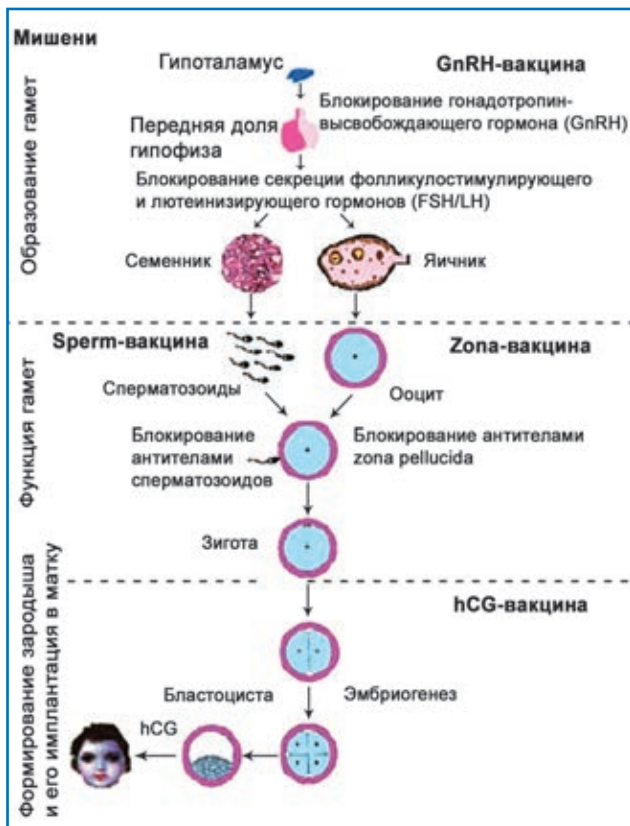 Мишени
Гипоталамус
GnRH-вакцина
Блокирование гонадотропин-
высвобождающего гормона (GnRH)
Передняя доля
гипофиза
Блокирование секреции фолликулостимулирующего
и лютеинизирующего гормонов (FSH/LH)
Семенник
Яичник
Образование гамет
Sperm-вакцина
Zona-вакцина
Сперматозоиды
Ооцит
Блокирование
антителами
сперматозоидов
Блокирование антителами
zona pellucida
Зигота
Функция гамет
hCG-вакцина
Бластоциста
Эмбриогенез
hCG
Формирование зародыша
и его имплантация в матку